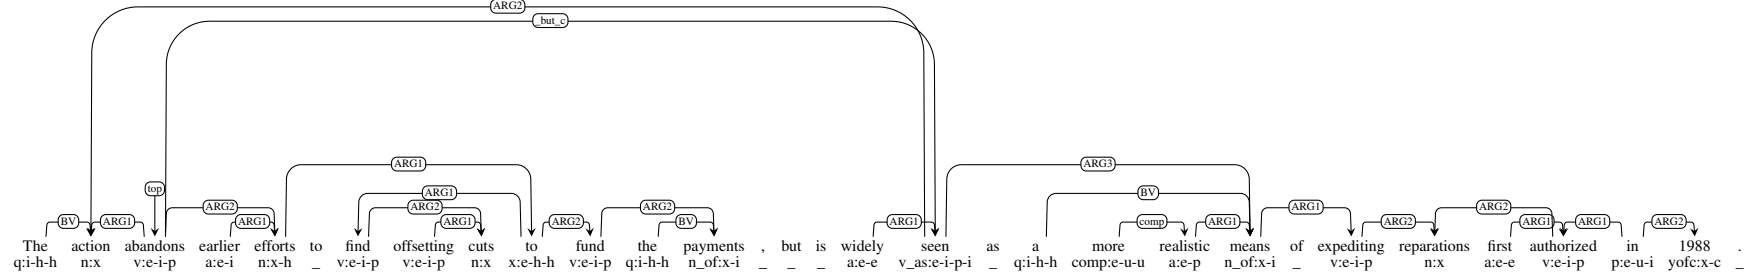 ARG2
_but_c
ARG1 ARG3
top ARG1 BV
ARG2 ARG2 ARG2 ARG1 ARG2
BV ARG1 ARG1 ARG1 ARG2 BV ARG1 comp ARG1 ARG2 ARG1 ARG1 ARG2
The action abandons earlier efforts to find offsetting cuts to fund the payments , but is widely seen as a more realistic means of expediting reparations first authorized in 1988 .
q:i-h-h n:x v:e-i-p a:e-i n:x-h _ v:e-i-p v:e-i-p n:x x:e-h-h v:e-i-p q:i-h-h n_of:x-i _ _ _ a:e-e v_as:e-i-p-i _ q:i-h-h comp:e-u-u a:e-p n_of:x-i _ v:e-i-p n:x a:e-e v:e-i-p p:e-u-i yofc:x-c _